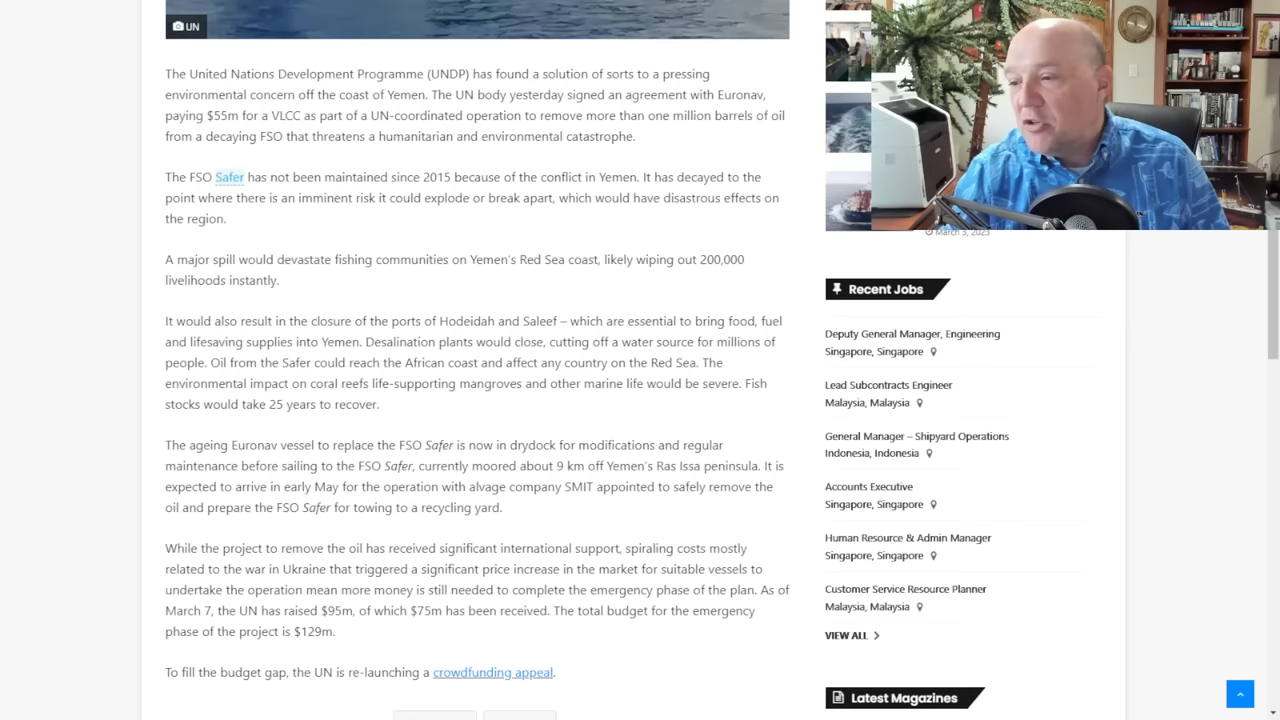 UN
The United Nations Development Programme (UNDP) has found a solution of sorts to a pressing
environmental concern off the coast of Yemen. The UN body yesterday signed an agreement with Euronav,
paying $55m for a VLCC as part of a UN-coordinated operation to remove more than one million barrels of oil
from a decaying FSO that threatens a humanitarian and environmental catastrophe.
The FSO Safer has not been maintained since 2015 because of the conflict in Yemen. It has decayed to the
point where there is an imminent risk it could explode or break apart, which would have disastrous effects on
the region.
A major spill would devastate fishing communities on Yemen's Red Sea coast, likely wiping out 200,000
livelihoods instantly.
It would also result in the closure of the ports of Hodeidah and Saleef – which are essential to bring food, fuel
and lifesaving supplies into Yemen. Desalination plants would close, cutting off a water source for millions of
people. Oil from the Safer could reach the African coast and affect any country on the Red Sea. The
environmental impact on coral reefs life-supporting mangroves and other marine life would be severe. Fish
stocks would take 25 years to recover.
The ageing Euronav vessel to replace the FSO Safer is now in drydock for modifications and regular
maintenance before sailing to the FSO Safer, currently moored about 9 km off Yemen's Ras Issa peninsula. It is
expected to arrive in early May for the operation with alvage company SMIT appointed to safely remove the
oil and pepare the FSO Safer for towing to a recycling yard.
While the project to remove the oil has received significant international support, spiraling costs mostly
related to the war in Ukraine that triggered a significant price increase in the market for suitable vessels to
undertake the operation mean more money is still needed to complete the emergency phase of the plan. As of
March 7, the UN has raised $95m, of which $75m has been received. The total budget for the emergency
phase of the project is $129m.
To fill the budget gap, the UN is re-launching a crowdfunding appeal.
March 3, 2023
Recent Jobs
Deputy General Manager, Engineering
Singapore, Singapore
Lead Subcontracts Engineer
Malaysia, Malaysia
General Manager – Shipyard Operations
Indonesia, Indonesia
Accounts Executive
Singapore, Singapore
Human Resource & Admin Manager
Singapore, Singapore
Customer Service Resource Planner
Malaysia, Malaysia
VIEW ALL
Latest Magazines